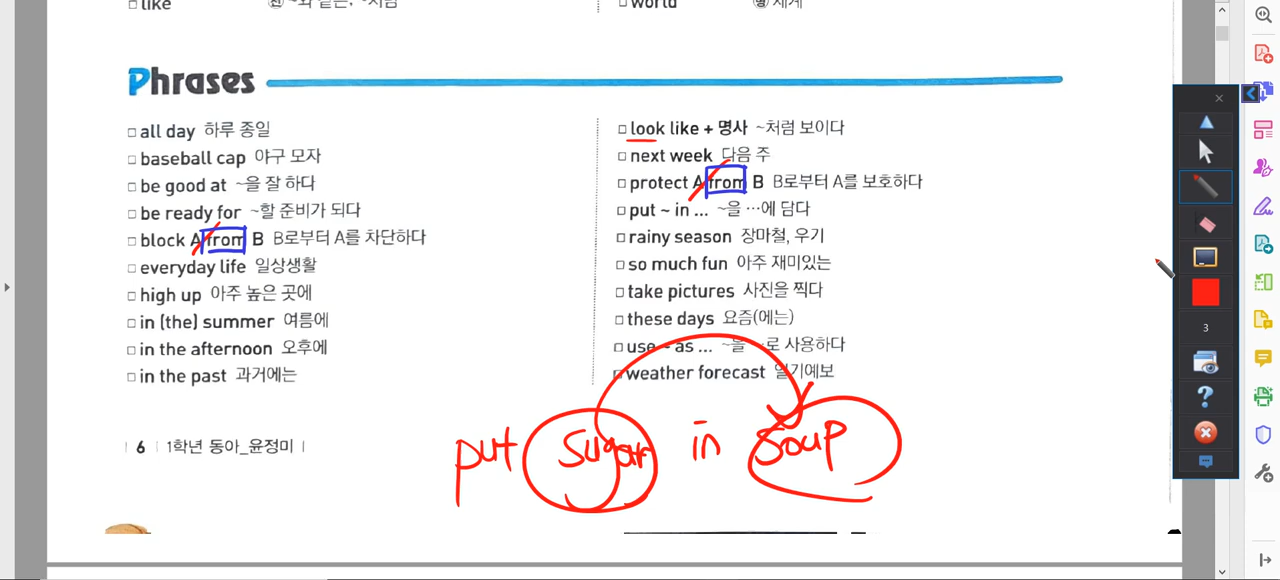 like ~와 같은, ~처럼
world 세계
Phrases
all day 하루 종일
baseball cap 야구 모자
be good at ~을 잘 하다
be ready for ~할 준비가 되다
block A from B B로부터 A를 차단하다
everyday life 일상생활
high up 아주 높은 곳에
in (the) summer 여름에
in the afternoon 오후에
in the past 과거에는
look like + 명사 ~처럼 보이다
next week 다음 주
protect A from B B로부터 A를 보호하다
put ~ in ... ~을 …에 담다
rainy season 장마철, 우기
so much fun 아주 재미있는
take pictures 사진을 찍다
these days 요즘(에는)
use ~ as ... ~을 …로 사용하다
weather forecast 일기예보
put sugar in soup
6 1학년 동아_윤정미
3